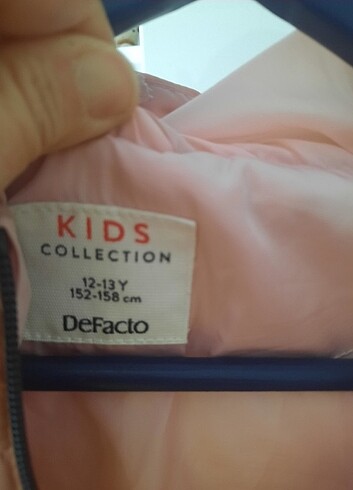 KIDS
COLLECTION
12-13 Y
152-158 cm
DeFacto